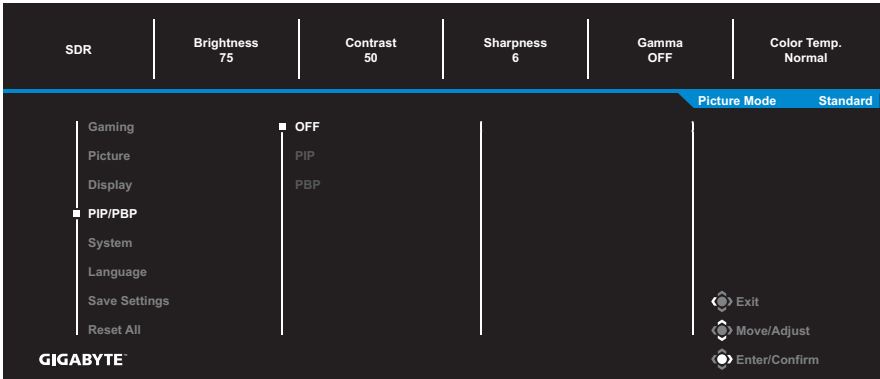 SDR
Brightness
75
Contrast
50
Sharpness
6
Gamma
OFF
Color Temp.
Normal
Picture Mode Standard
Gaming
Picture
Display
PIP/PBP
System
Language
Save Settings
Reset All
OFF
PIP
PBP
Exit
Move/Adjust
Enter/Confirm
GIGABYTE™